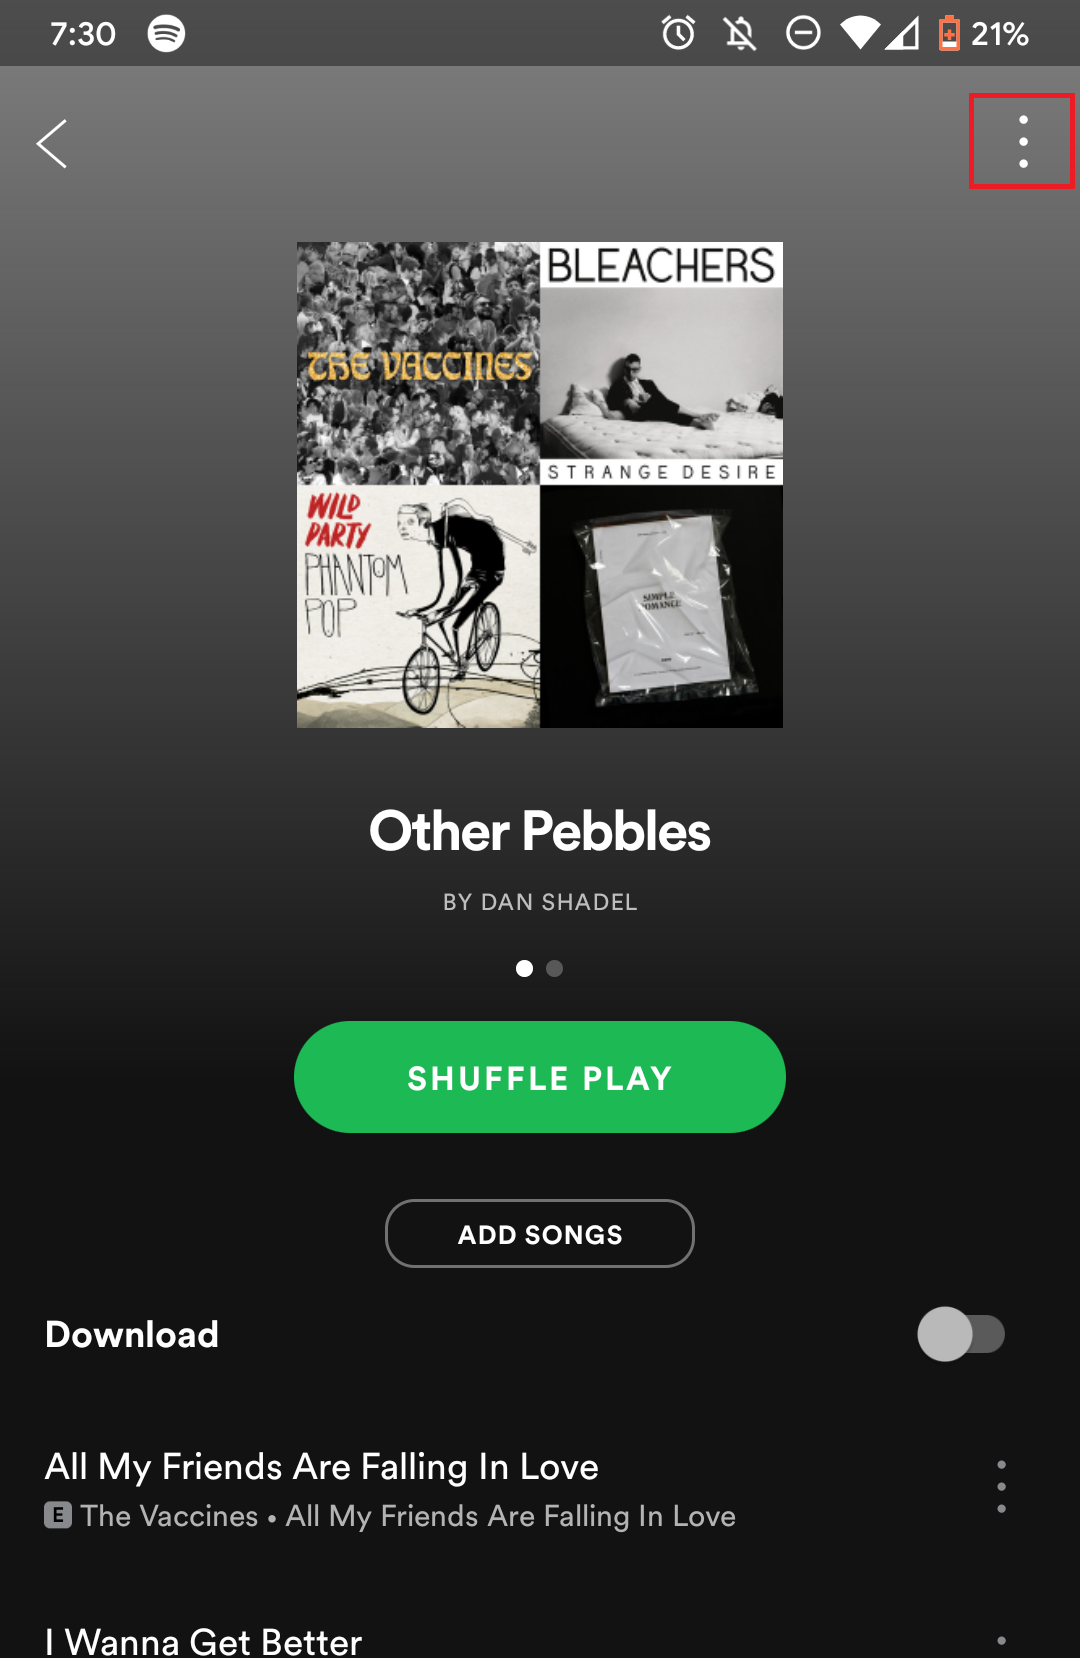 7:30
21%
BLEACHERS
THE VACCINES
STRANGE DESIRE
WILD
PARTY
PHANTOM
POP
SIMPLE
ROMANCE
Other Pebbles
BY DAN SHADEL
SHUFFLE PLAY
ADD SONGS
Download
All My Friends Are Falling In Love
E The Vaccines • All My Friends Are Falling In Love
I Wanna Get Better